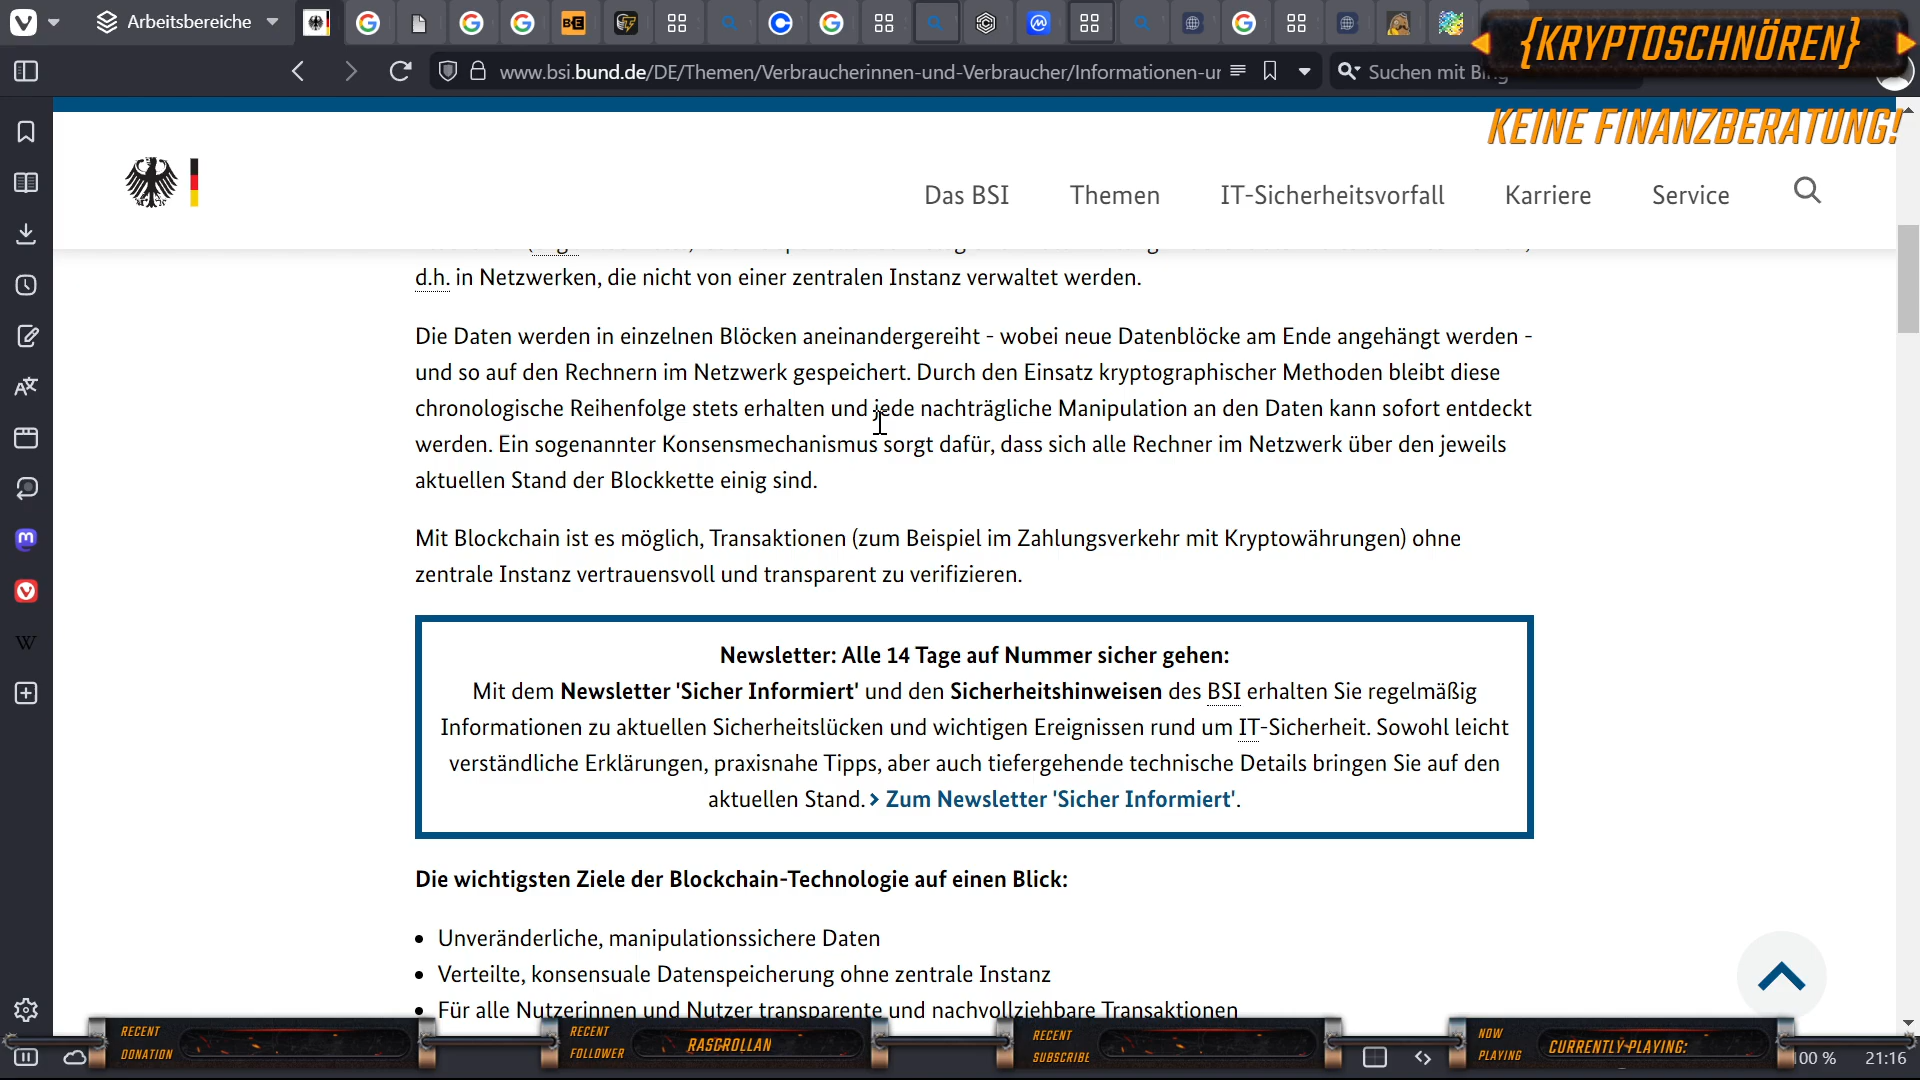 Arbeitsbereiche
{KRYPTOSCHNÖREN}
www.bsi.bund.de/DE/Themen/Verbraucherinnen-und-Verbraucher/Informationen-ur
Suchen mit Bing
KEINE FINANZBERATUNG!
Das BSI Themen IT-Sicherheitsvorfall Karriere Service
d.h. in Netzwerken, die nicht von einer zentralen Instanz verwaltet werden.
Die Daten werden in einzelnen Blöcken aneinandergereiht - wobei neue Datenblöcke am Ende angehängt werden -
und so auf den Rechnern im Netzwerk gespeichert. Durch den Einsatz kryptographischer Methoden bleibt diese
chronologische Reihenfolge stets erhalten und jede nachträgliche Manipulation an den Daten kann sofort entdeckt
werden. Ein sogenannter Konsensmechanismus sorgt dafür, dass sich alle Rechner im Netzwerk über den jeweils
aktuellen Stand der Blockkette einig sind.
Mit Blockchain ist es möglich, Transaktionen (zum Beispiel im Zahlungsverkehr mit Kryptowährungen) ohne
zentrale Instanz vertrauensvoll und transparent zu verifizieren.
Newsletter: Alle 14 Tage auf Nummer sicher gehen:
Mit dem Newsletter 'Sicher Informiert' und den Sicherheitshinweisen des BSI erhalten Sie regelmäßig
Informationen zu aktuellen Sicherheitslücken und wichtigen Ereignissen rund um IT-Sicherheit. Sowohl leicht
verständliche Erklärungen, praxisnahe Tipps, aber auch tiefergehende technische Details bringen Sie auf den
aktuellen Stand. > Zum Newsletter 'Sicher Informiert'.
Die wichtigsten Ziele der Blockchain-Technologie auf einen Blick:
• Unveränderliche, manipulationssichere Daten
• Verteilte, konsensuale Datenspeicherung ohne zentrale Instanz
• Für alle Nutzerinnen und Nutzer transparente und nachvollziehbare Transaktionen
RECENT
DONATION
RECENT
FOLLOWER
RASGROLLAN
RECENT
SUBSCRIBE
NOW
PLAYING
CURRENTLY PLAYING:
00 %
21:16